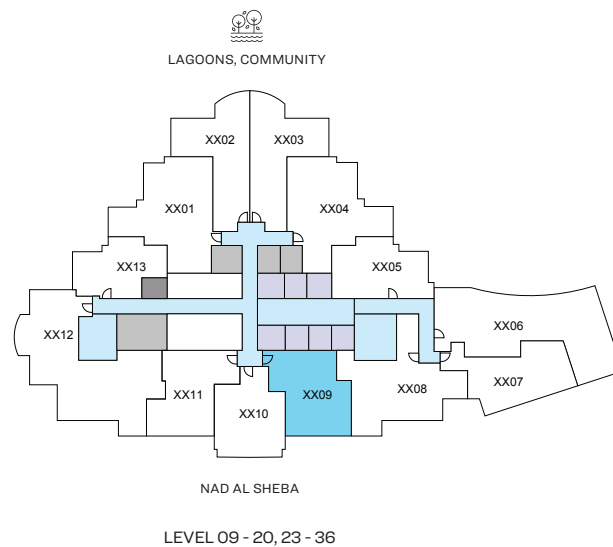 LAGOONS, COMMUNITY
XX02
XX03
XX01
XX04
XX13
XX05
XX12
XX06
XX11
XX10
XX09
XX08
XX07
NAD AL SHEBA
LEVEL 09 - 20, 23 - 36